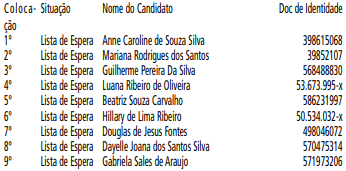 Coloca- Situação Nome do Candidato Doc de Identidade
ção
1º Lista de Espera Anne Caroline de Souza Silva 398615068
2º Lista de Espera Mariana Rodrigues dos Santos 39852107
3º Lista de Espera Guilherme Pereira Da Silva 568488830
4º Lista de Espera Luana Ribeiro de Oliveira 53.673.995-x
5º Lista de Espera Beatriz Souza Carvalho 586231997
6º Lista de Espera Hillary de Lima Ribeiro 50.534.032-x
7º Lista de Espera Douglas de Jesus Fontes 498046072
8º Lista de Espera Dayelle Joana dos Santos Silva 570475314
9º Lista de Espera Gabriela Sales de Araujo 571973206